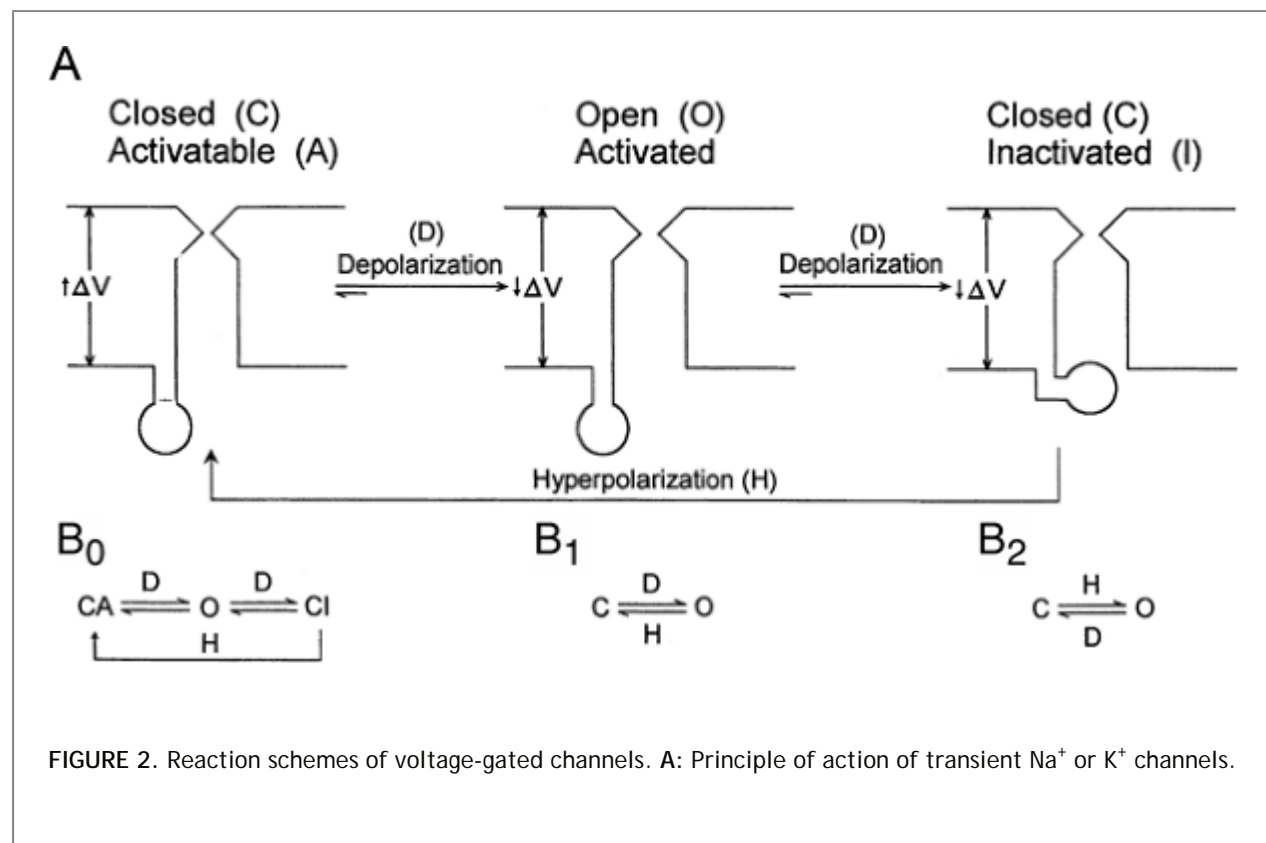 A
Closed (C)
Activatable (A)
Open (O)
Activated
Closed (C)
Inactivated (I)
↑ΔV
(D)
Depolarization
↓ΔV
(D)
Depolarization
↓ΔV
Hyperpolarization (H)
B0
D D
CA ⇌ O ⇌ CI
H
B1
D
C ⇌ O
H
B2
H
C ⇌ O
D
FIGURE 2. Reaction schemes of voltage-gated channels. A: Principle of action of transient Na⁺ or K⁺ channels.